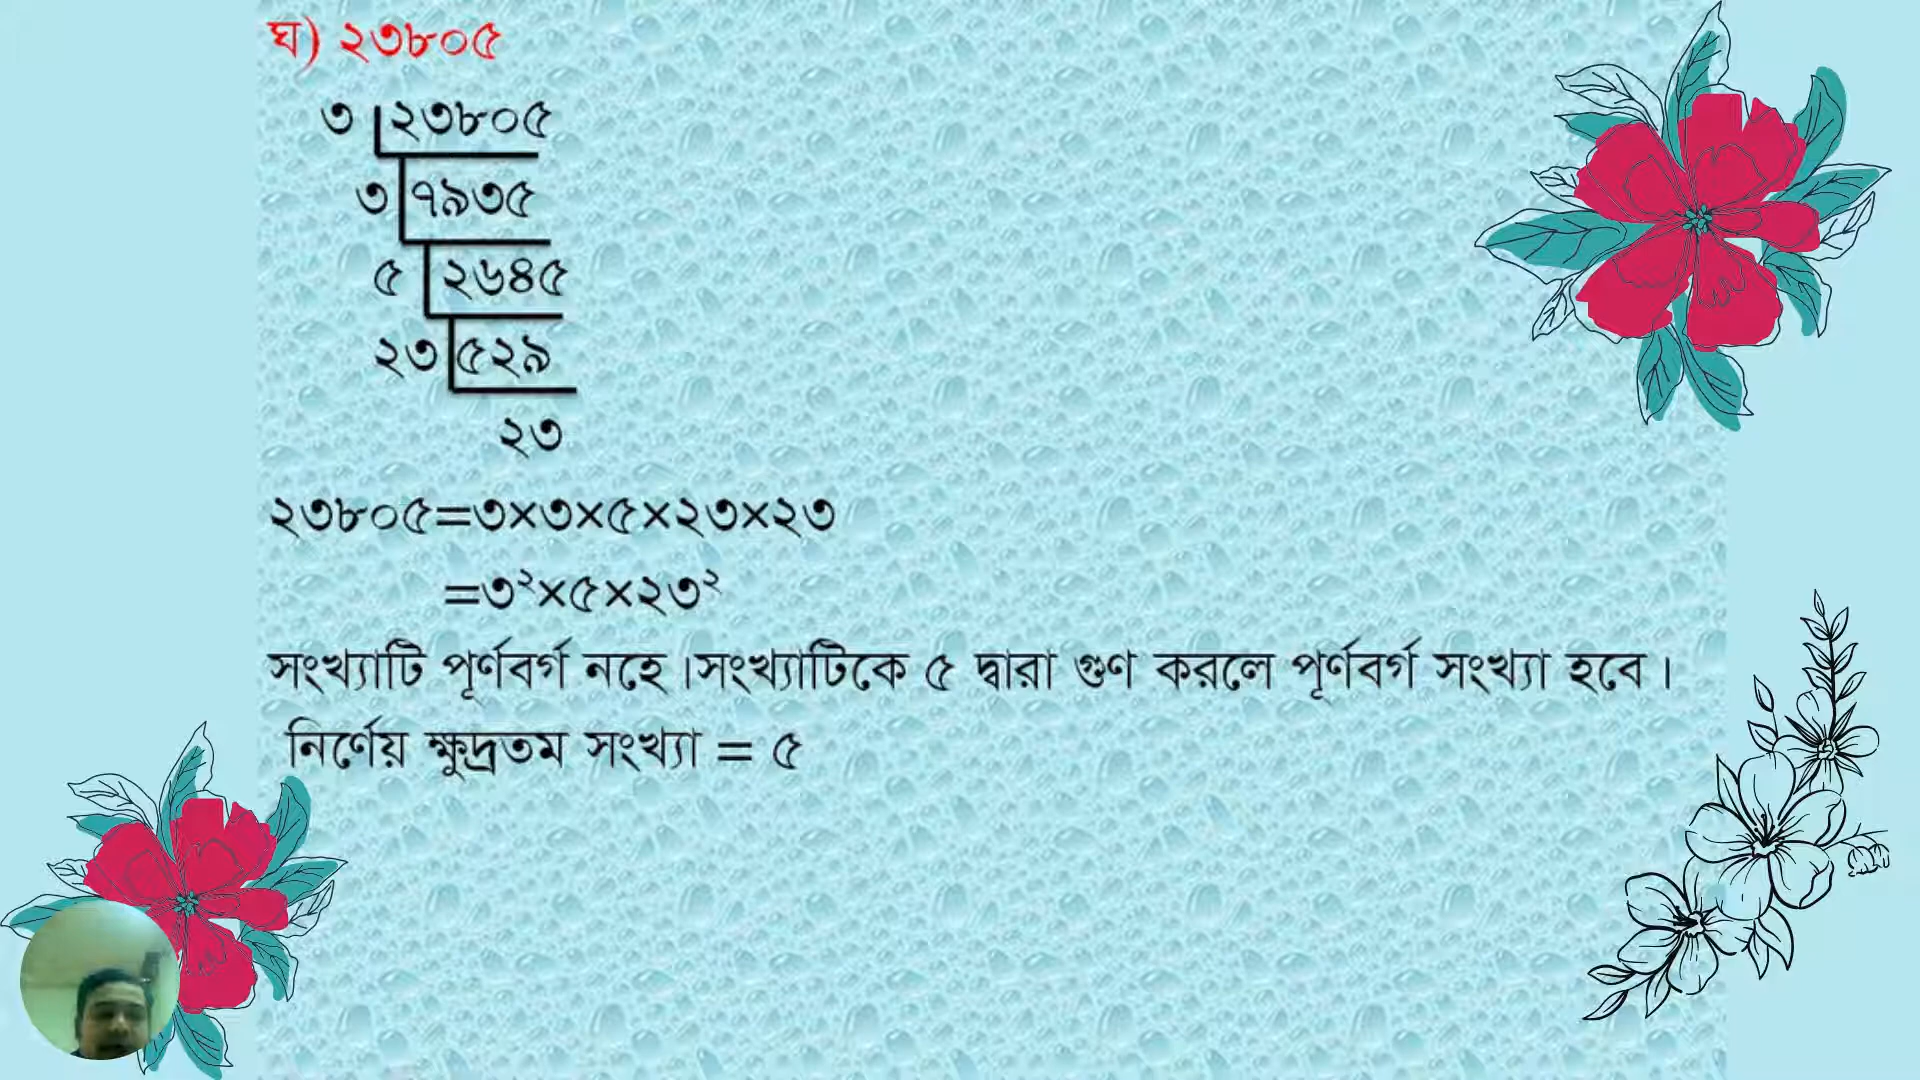 ঘ) ২৩৮০৫
৩ ২৩৮০৫
৩ ৭৯৩৫
৫ ২৬৪৫
২৩ ৫২৯
২৩
২৩৮০৫=৩×৩×৫×২৩×২৩
=৩²×৫×২৩²
সংখ্যাটি পূর্ণবর্গ নহে।সংখ্যাটিকে ৫ দ্বারা গুণ করলে পূর্ণবর্গ সংখ্যা হবে।
নির্ণেয় ক্ষুদ্রতম সংখ্যা = ৫